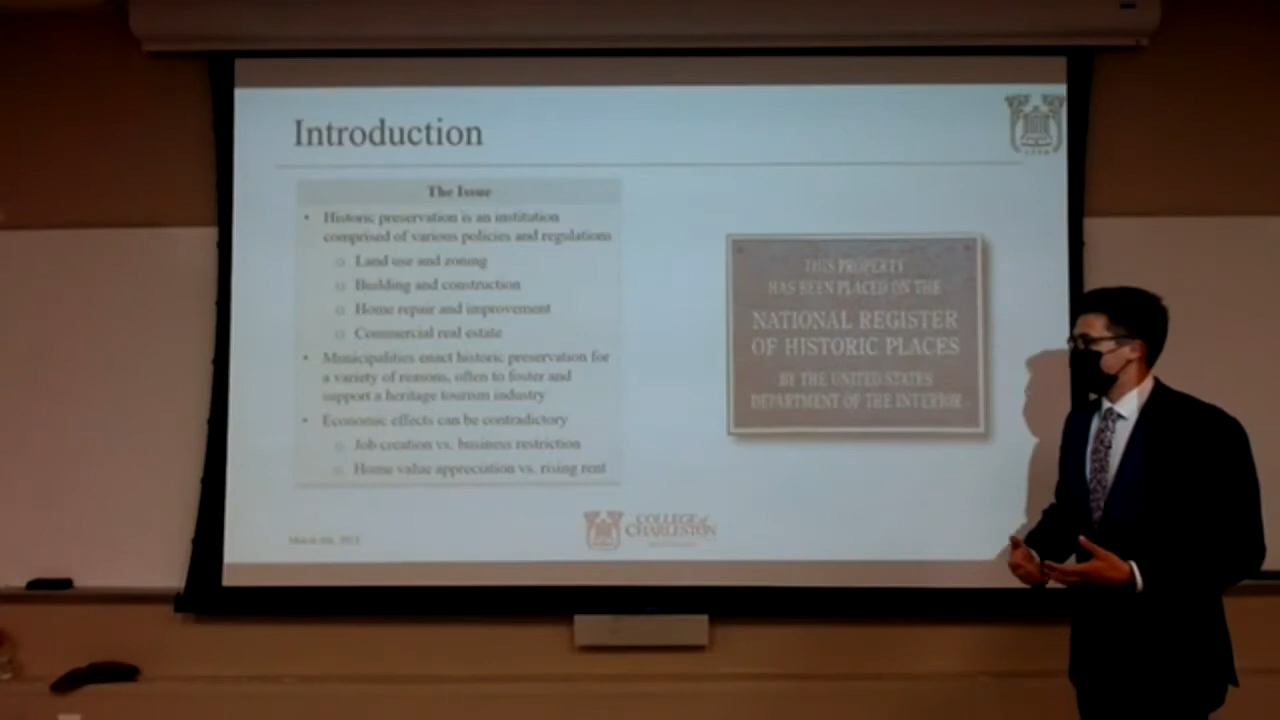 Introduction
The Issue
• Historic preservation is an institution
comprised of various policies and regulations
o Land use and zoning
o Building and construction
o Home repair and improvement
o Commercial real estate
• Municipalities enact historic preservation for
a variety of reasons, often to foster and
support a heritage tourism industry
• Economic effects can be contradictory
o Job creation vs. business restriction
o Home value appreciation vs. rising rent
THIS PROPERTY
HAS BEEN PLACED ON THE
NATIONAL REGISTER
OF HISTORIC PLACES
BY THE UNITED STATES
DEPARTMENT OF THE INTERIOR
COLLEGE of
CHARLESTON
March